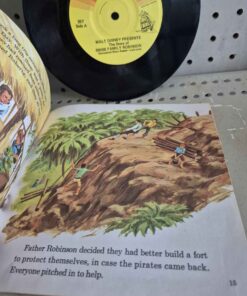 WALT DISNEY PRESENTS
The Story of
SWISS FAMILY ROBINSON
Side A
Father Robinson decided they had better build a fort
to protect themselves, in case the pirates came back.
Everyone pitched in to help.
15